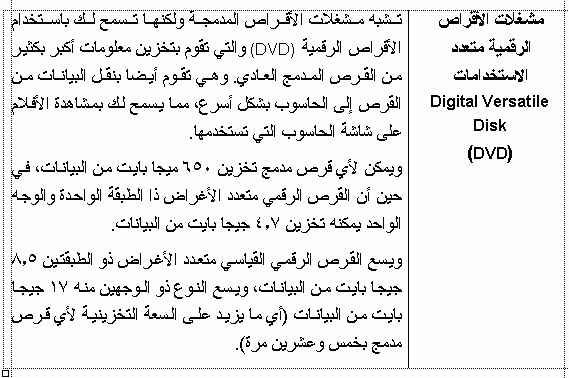 مشغلات الأقراص
الرقمية متعدد
الاستخدامات
Digital Versatile
Disk
(DVD)
تشبه مشغلات الأقراص المدمجة ولكنها تسمح لك باستخدام
الأقراص الرقمية (DVD) والتي تقوم بتخزين معلومات أكبر بكثير
من القرص المدمج العادي. وهي تقوم أيضا بنقل البيانات من
القرص إلى الحاسوب بشكل أسرع، مما يسمح لك بمشاهدة الأفلام
على شاشة الحاسوب التي تستخدمها.
ويمكن لأي قرص مدمج تخزين ٦٥٠ ميجا بايت من البيانات، في
حين أن القرص الرقمي متعدد الأغراض ذا الطبقة الواحدة والوجه
الواحد يمكنه تخزين ٤,٧ جيجا بايت من البيانات.
ويسع القرص الرقمي القياسي متعدد الأغراض ذو الطبقتين ٨,٥
جيجا بايت من البيانات، ويسع النوع ذو الوجهين منه ١٧ جيجا
بايت من البيانات (أي ما يزيد على السعة التخزينية لأي قرص
مدمج بخمس وعشرين مرة).